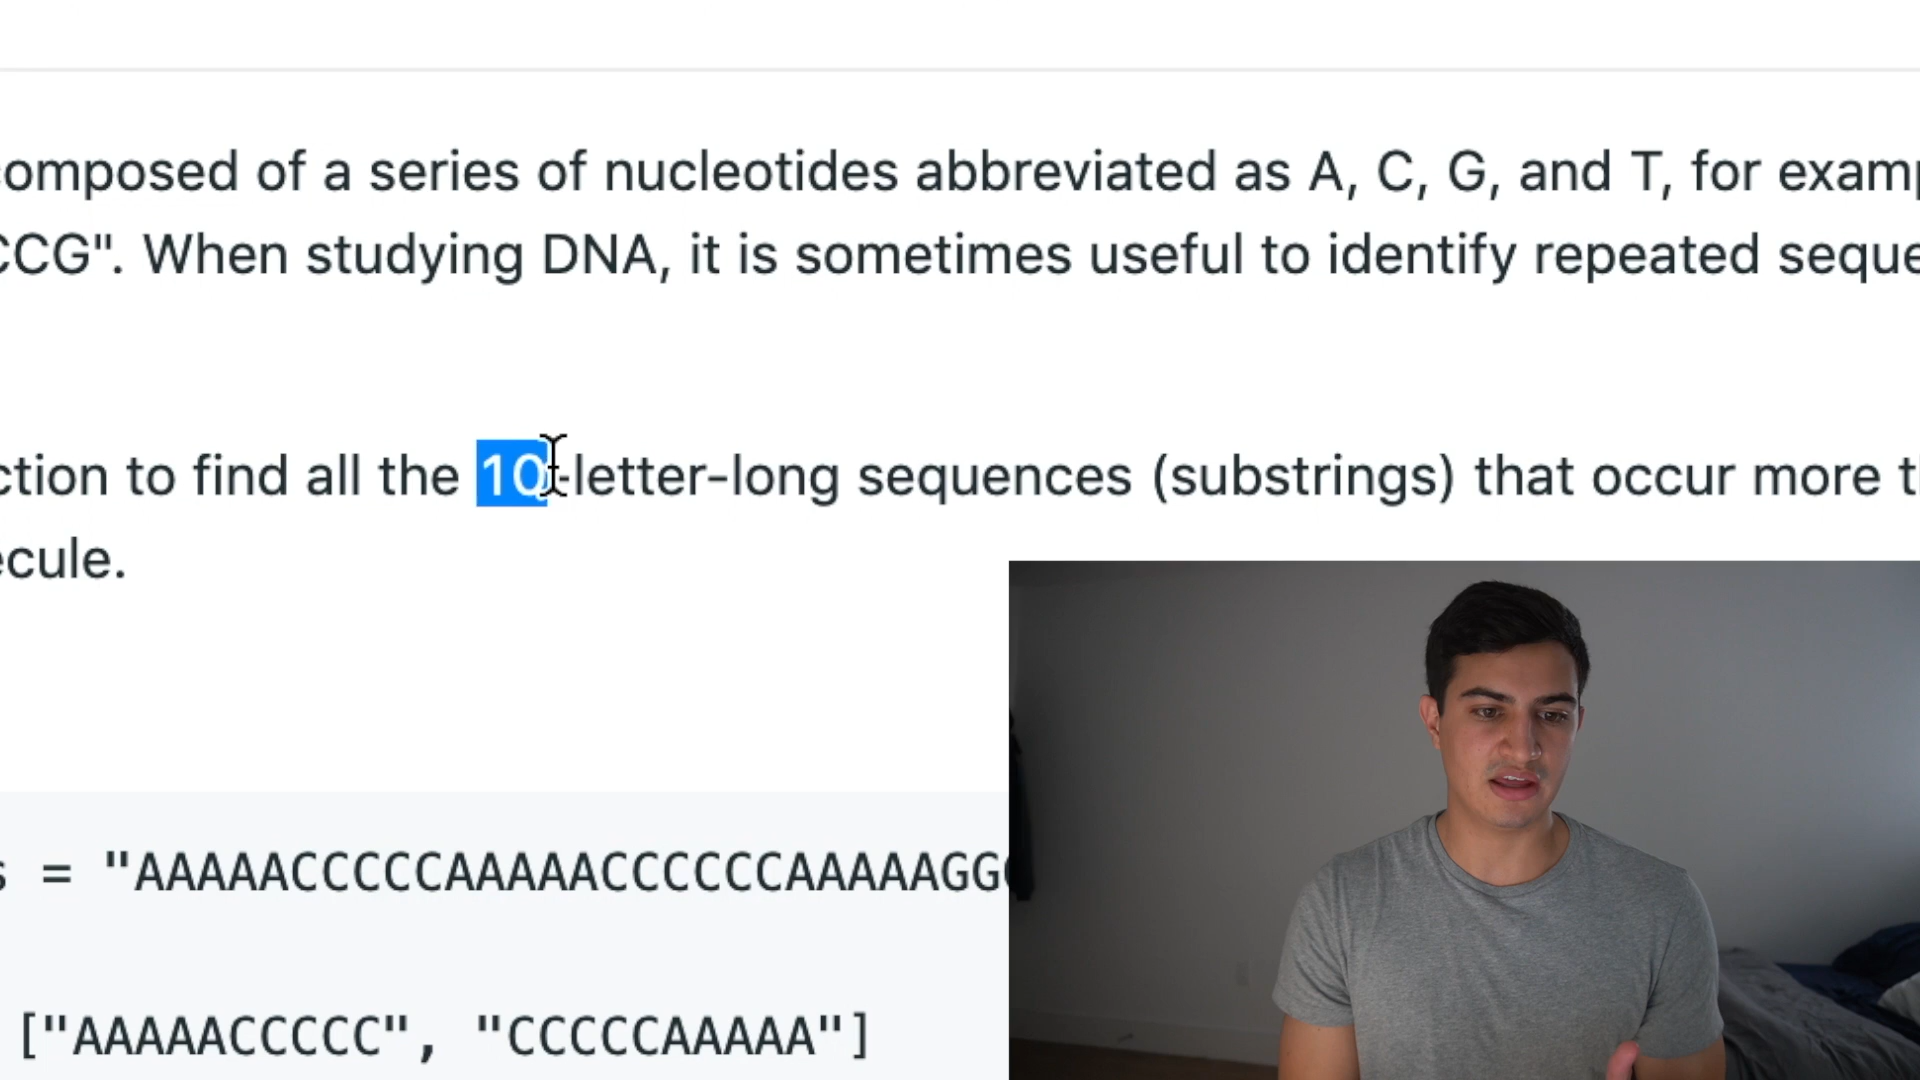 composed of a series of nucleotides abbreviated as A, C, G, and T, for examp
CCG". When studying DNA, it is sometimes useful to identify repeated seque
ction to find all the 10-letter-long sequences (substrings) that occur more t
ecule.
s = "AAAAACCCCCAAAAACCCCCCAAAAAGG
["AAAAACCCCC", "CCCCCAAAAA"]